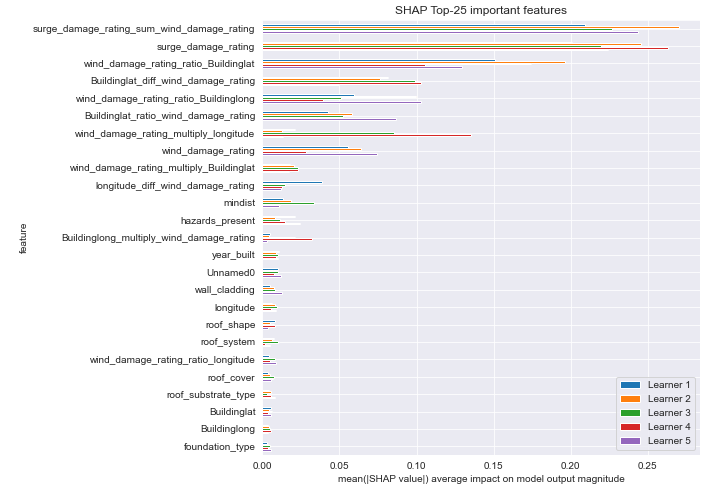 SHAP Top-25 important features
surge_damage_rating_sum_wind_damage_rating
surge_damage_rating
wind_damage_rating_ratio_Buildinglat
Buildinglat_diff_wind_damage_rating
wind_damage_rating_ratio_Buildinglong
Buildinglat_ratio_wind_damage_rating
wind_damage_rating_multiply_longitude
wind_damage_rating
wind_damage_rating_multiply_Buildinglat
longitude_diff_wind_damage_rating
mindist
hazards_present
Buildinglong_multiply_wind_damage_rating
year_built
Unnamed0
wall_cladding
longitude
roof_shape
roof_system
wind_damage_rating_ratio_longitude
roof_cover
roof_substrate_type
Buildinglat
Buildinglong
foundation_type
feature
Learner 1
Learner 2
Learner 3
Learner 4
Learner 5
0.00 0.05 0.10 0.15 0.20 0.25
mean(|SHAP value|) average impact on model output magnitude